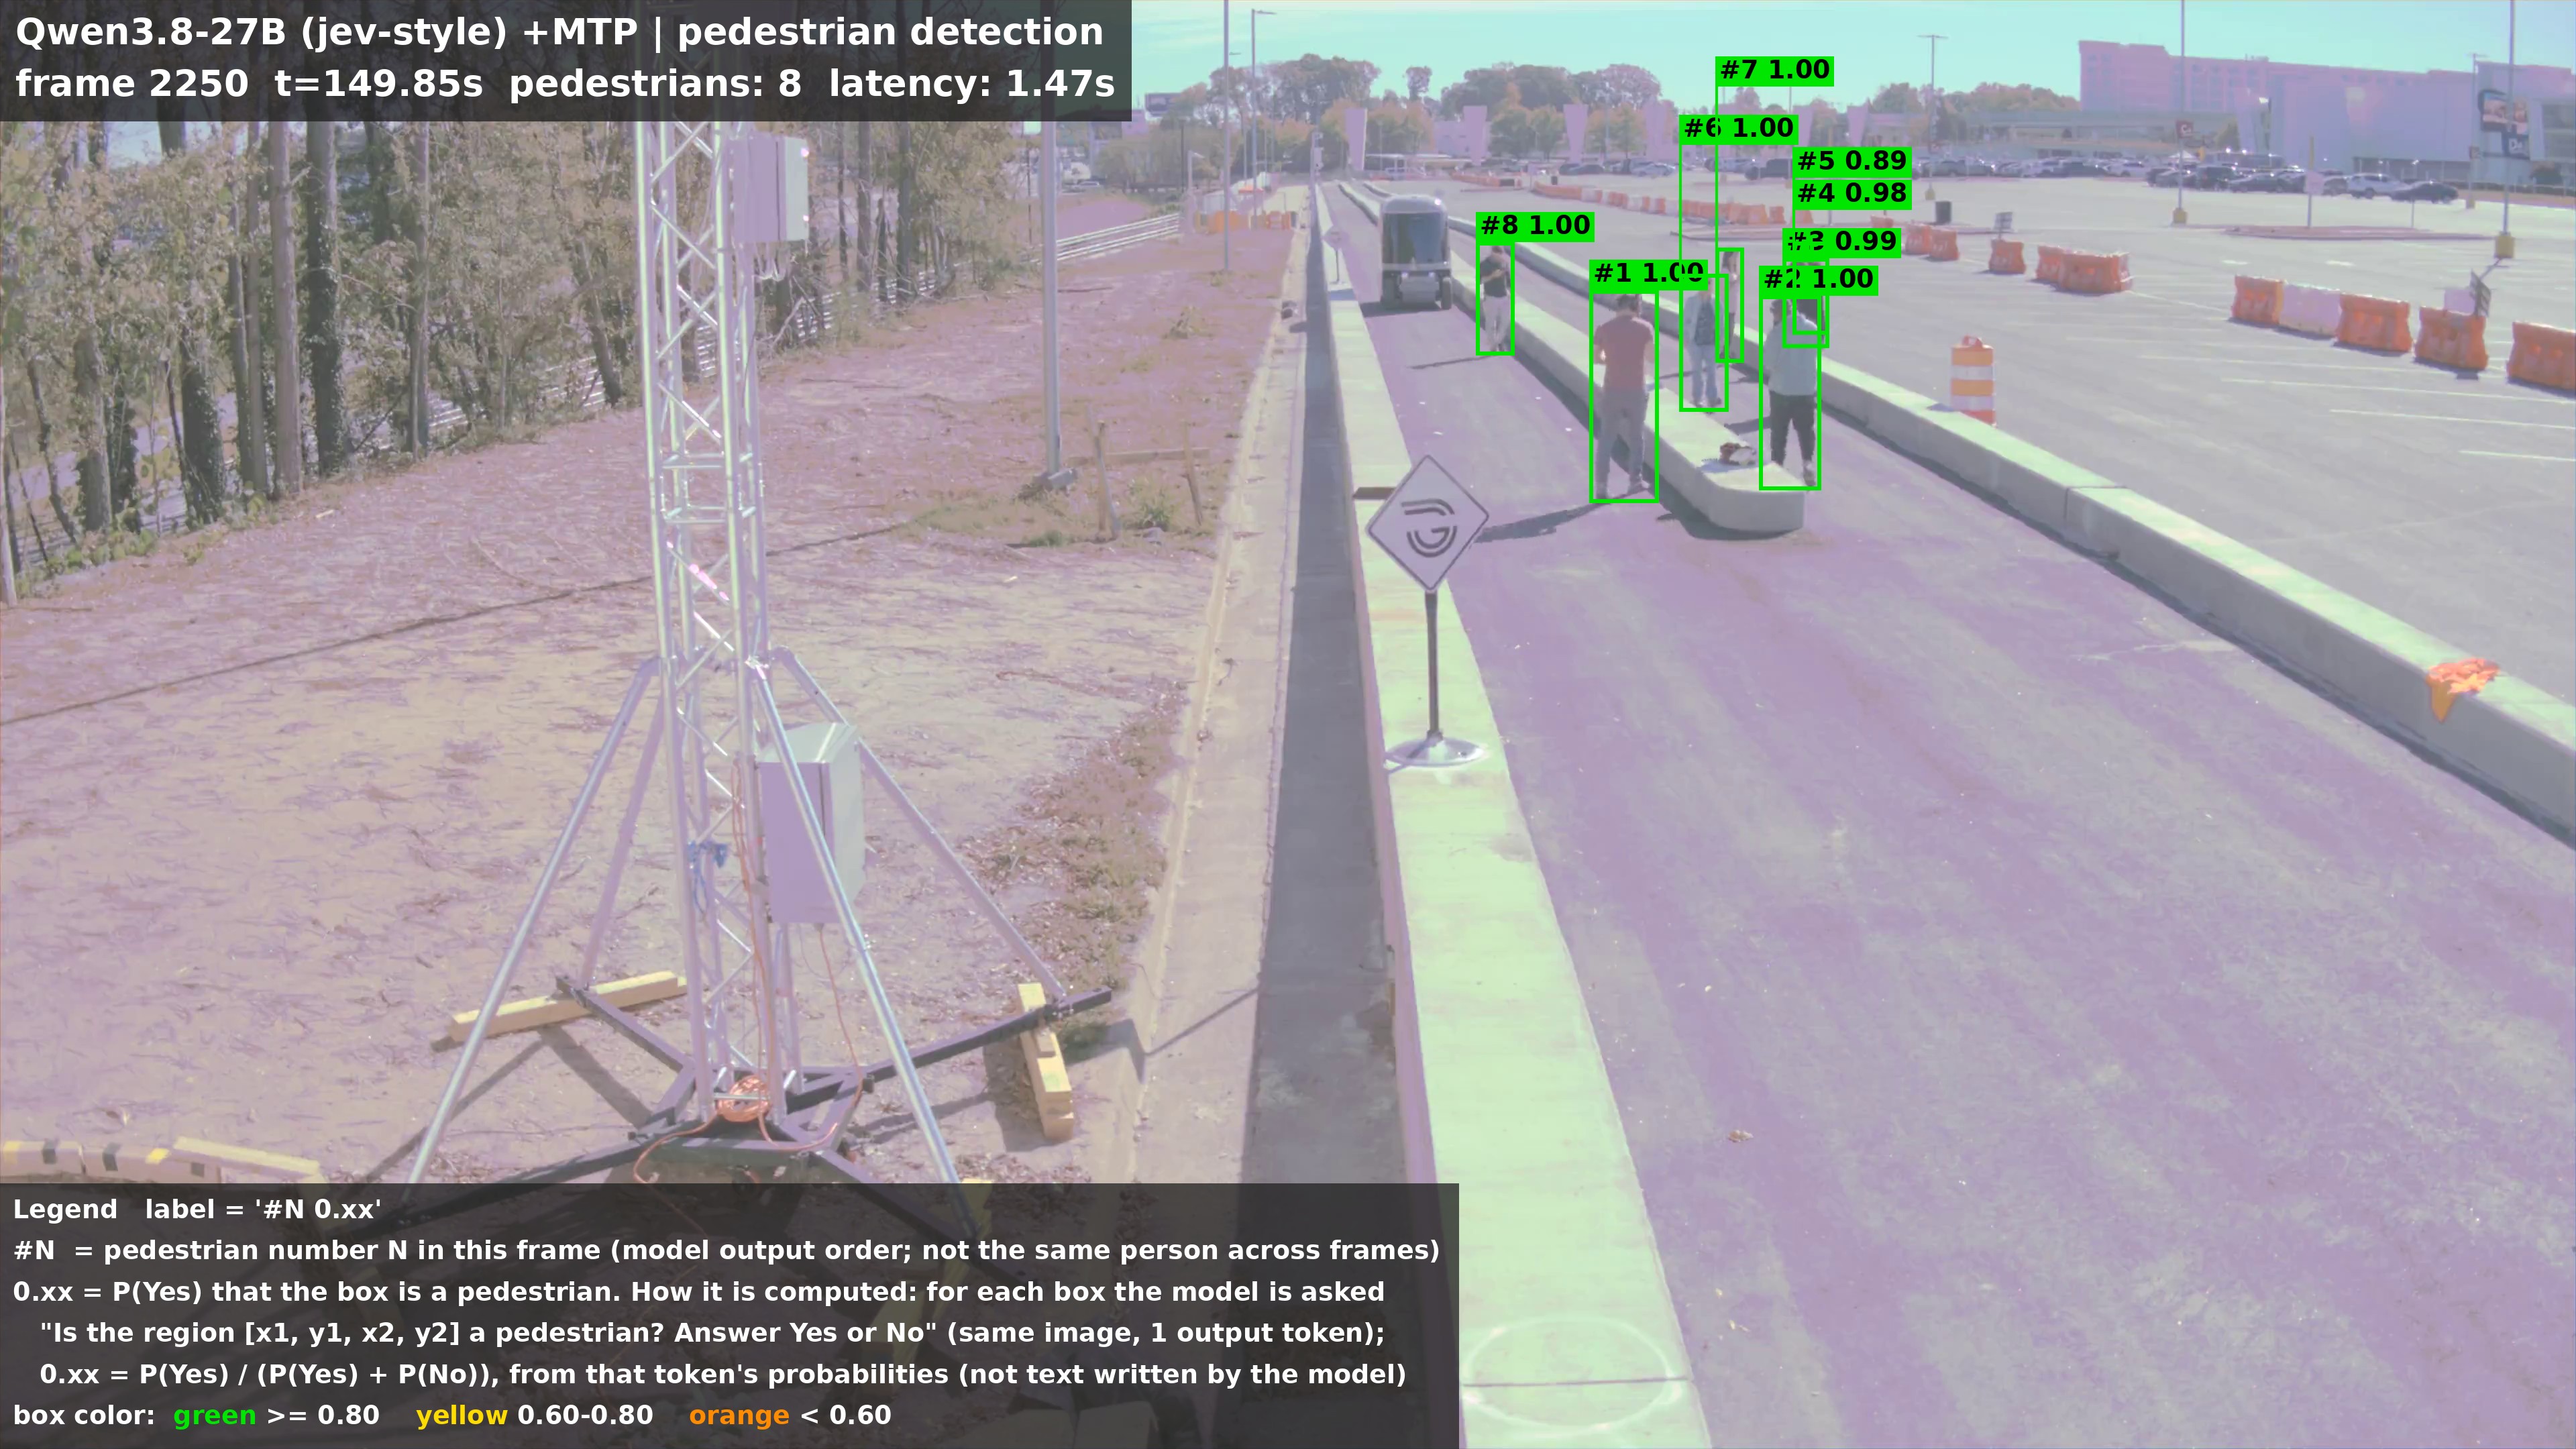 Qwen3.8-27B (jev-style) +MTP | pedestrian detection
frame 2250  t=149.85s  pedestrians: 8  latency: 1.47s
#7 1.00
#6 1.00
#5 0.89
#4 0.98
#8 1.00
#3 0.99
#1 1.00
#2 1.00
Legend   label = '#N 0.xx'
#N  = pedestrian number N in this frame (model output order; not the same person across frames)
0.xx = P(Yes) that the box is a pedestrian. How it is computed: for each box the model is asked
"Is the region [x1, y1, x2, y2] a pedestrian? Answer Yes or No" (same image, 1 output token);
0.xx = P(Yes) / (P(Yes) + P(No)), from that token's probabilities (not text written by the model)
box color:  green >= 0.80    yellow 0.60-0.80    orange < 0.60